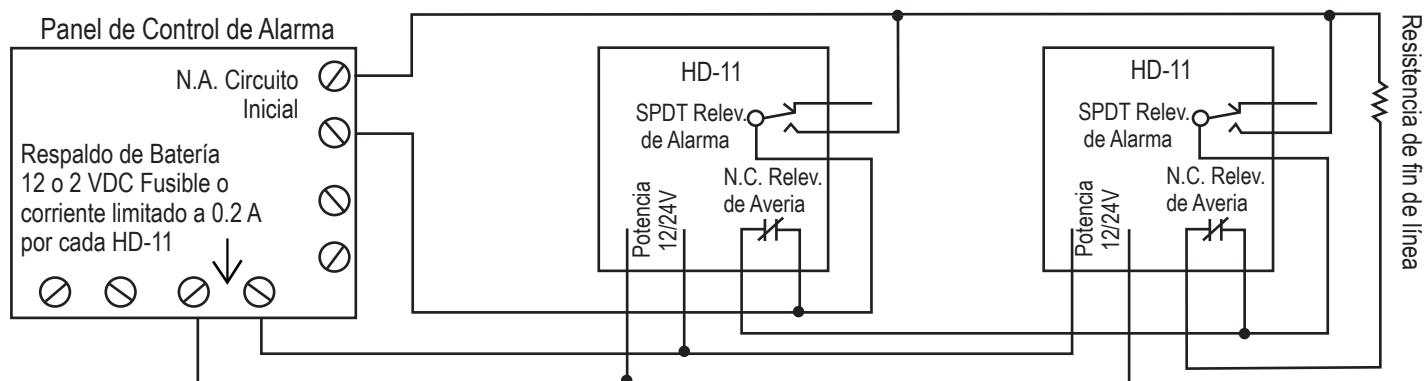 Panel de Control de Alarma
N.A. Circuito
Inicial
Respaldo de Batería
12 o 2 VDC Fusible o
corriente limitado a 0.2 A
por cada HD-11
HD-11
SPDT Relev.
de Alarma
N.C. Relev.
de Averia
Potencia
12/24V
HD-11
SPDT Relev.
de Alarma
N.C. Relev.
de Averia
Potencia
12/24V
Resistencia de fin de línea